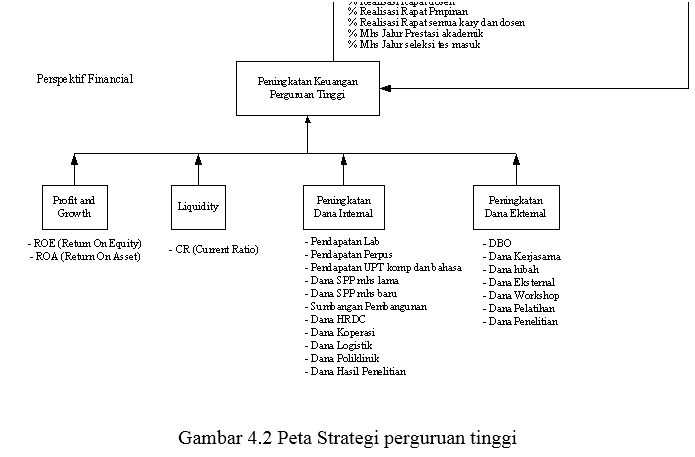 % Realisasi Rapat dosen
% Realisasi Rapat Pmpinan
% Realisasi Rapat semua kary dan dosen
% Mhs Jalur Prestasi akademik
% Mhs Jalur seleksi tes masuk
Perspektif Financial
Peningkatan Keuangan
Perguruan Tinggi
Profit and
Growth
- ROE (Return On Equity)
- ROA (Return On Asset)
Liquidity
- CR (Current Ratio)
Peningkatan
Dana Internal
- Pendapatan Lab
- Pendapatan Perpus
- Pendapatan UPT komp dan bahasa
- Dana SPP mhs lama
- Dana SPP mhs baru
- Sumbangan Pembangunan
- Dana HRDC
- Dana Koperasi
- Dana Logistik
- Dana Poliklinik
- Dana Hasil Penelitian
Peningkatan
Dana Ekternal
- DBO
- Dana Kerjasama
- Dana hibah
- Dana Eksternal
- Dana Workshop
- Dana Pelatihan
- Dana Penelitian
Gambar 4.2 Peta Strategi perguruan tinggi